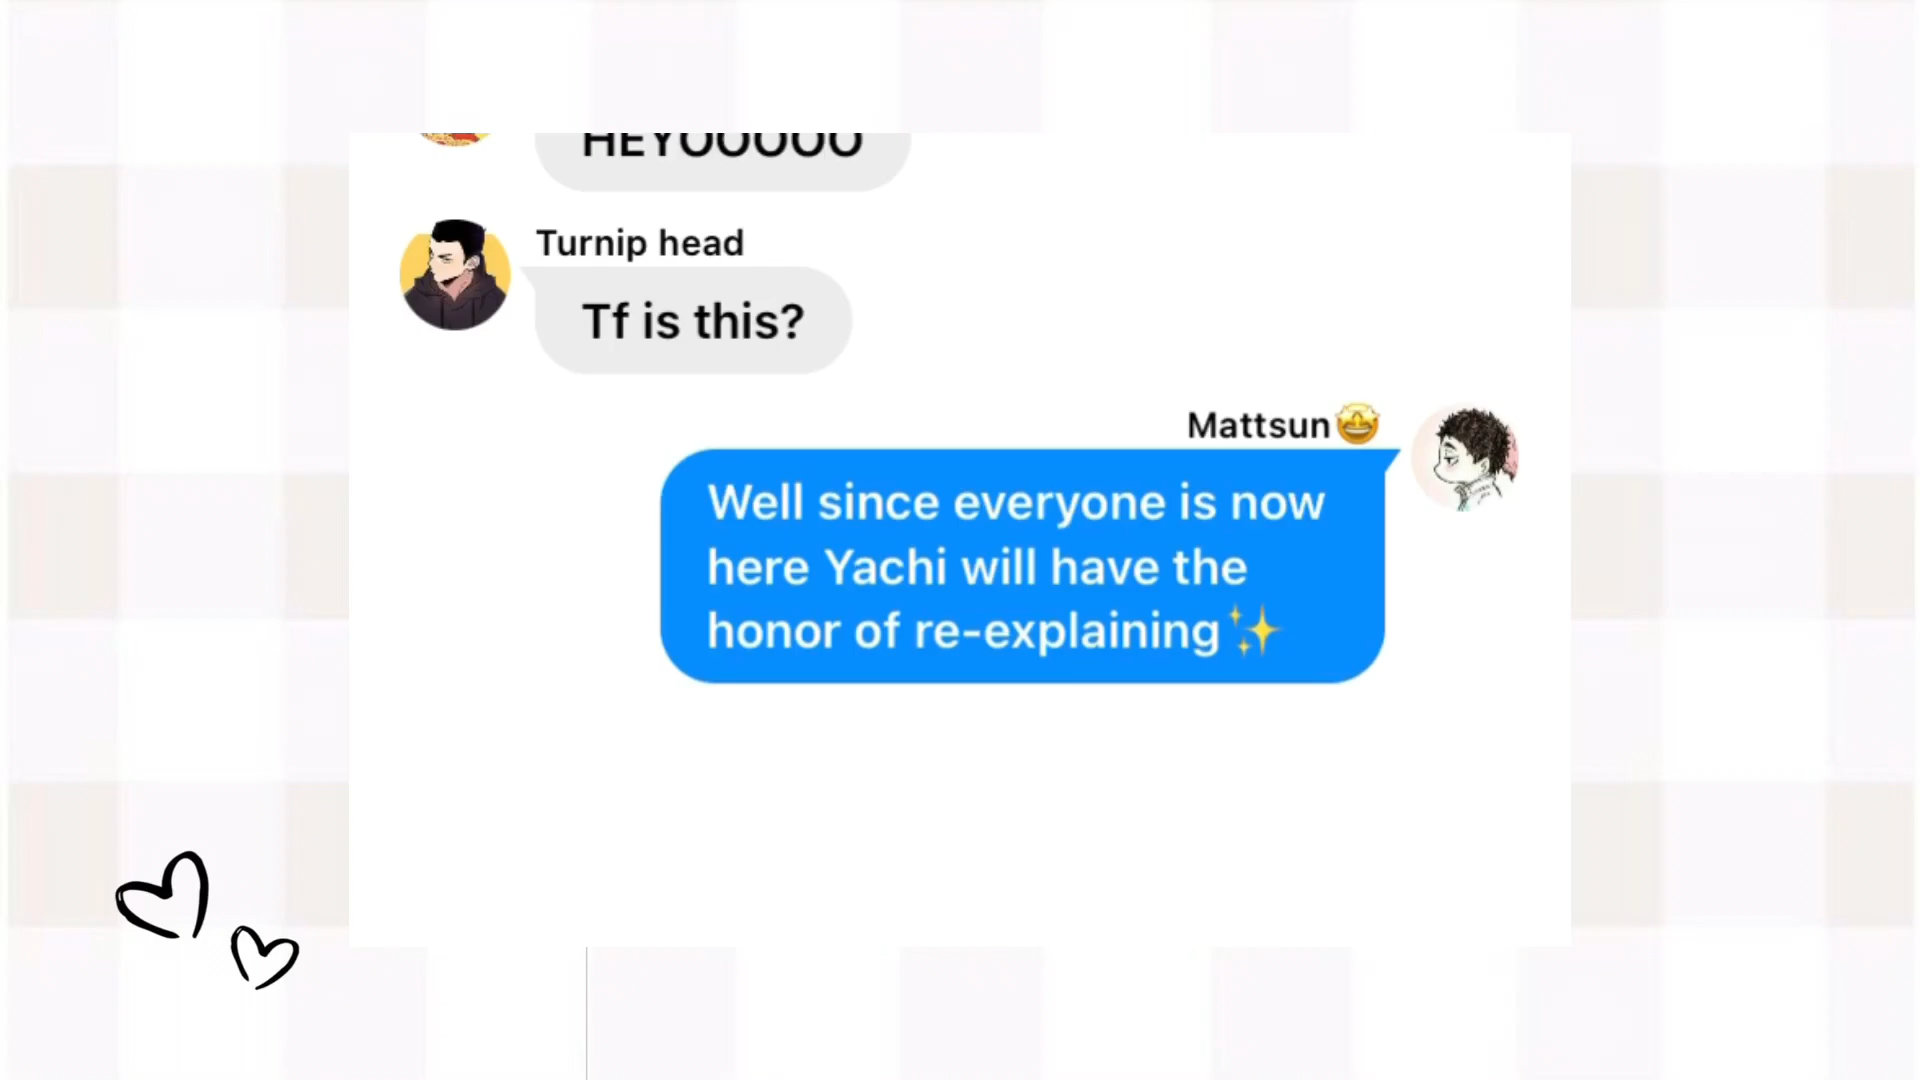 HEYOOOOO
Turnip head
Tf is this?
Mattsun🤩
Well since everyone is now
here Yachi will have the
honor of re-explaining✨